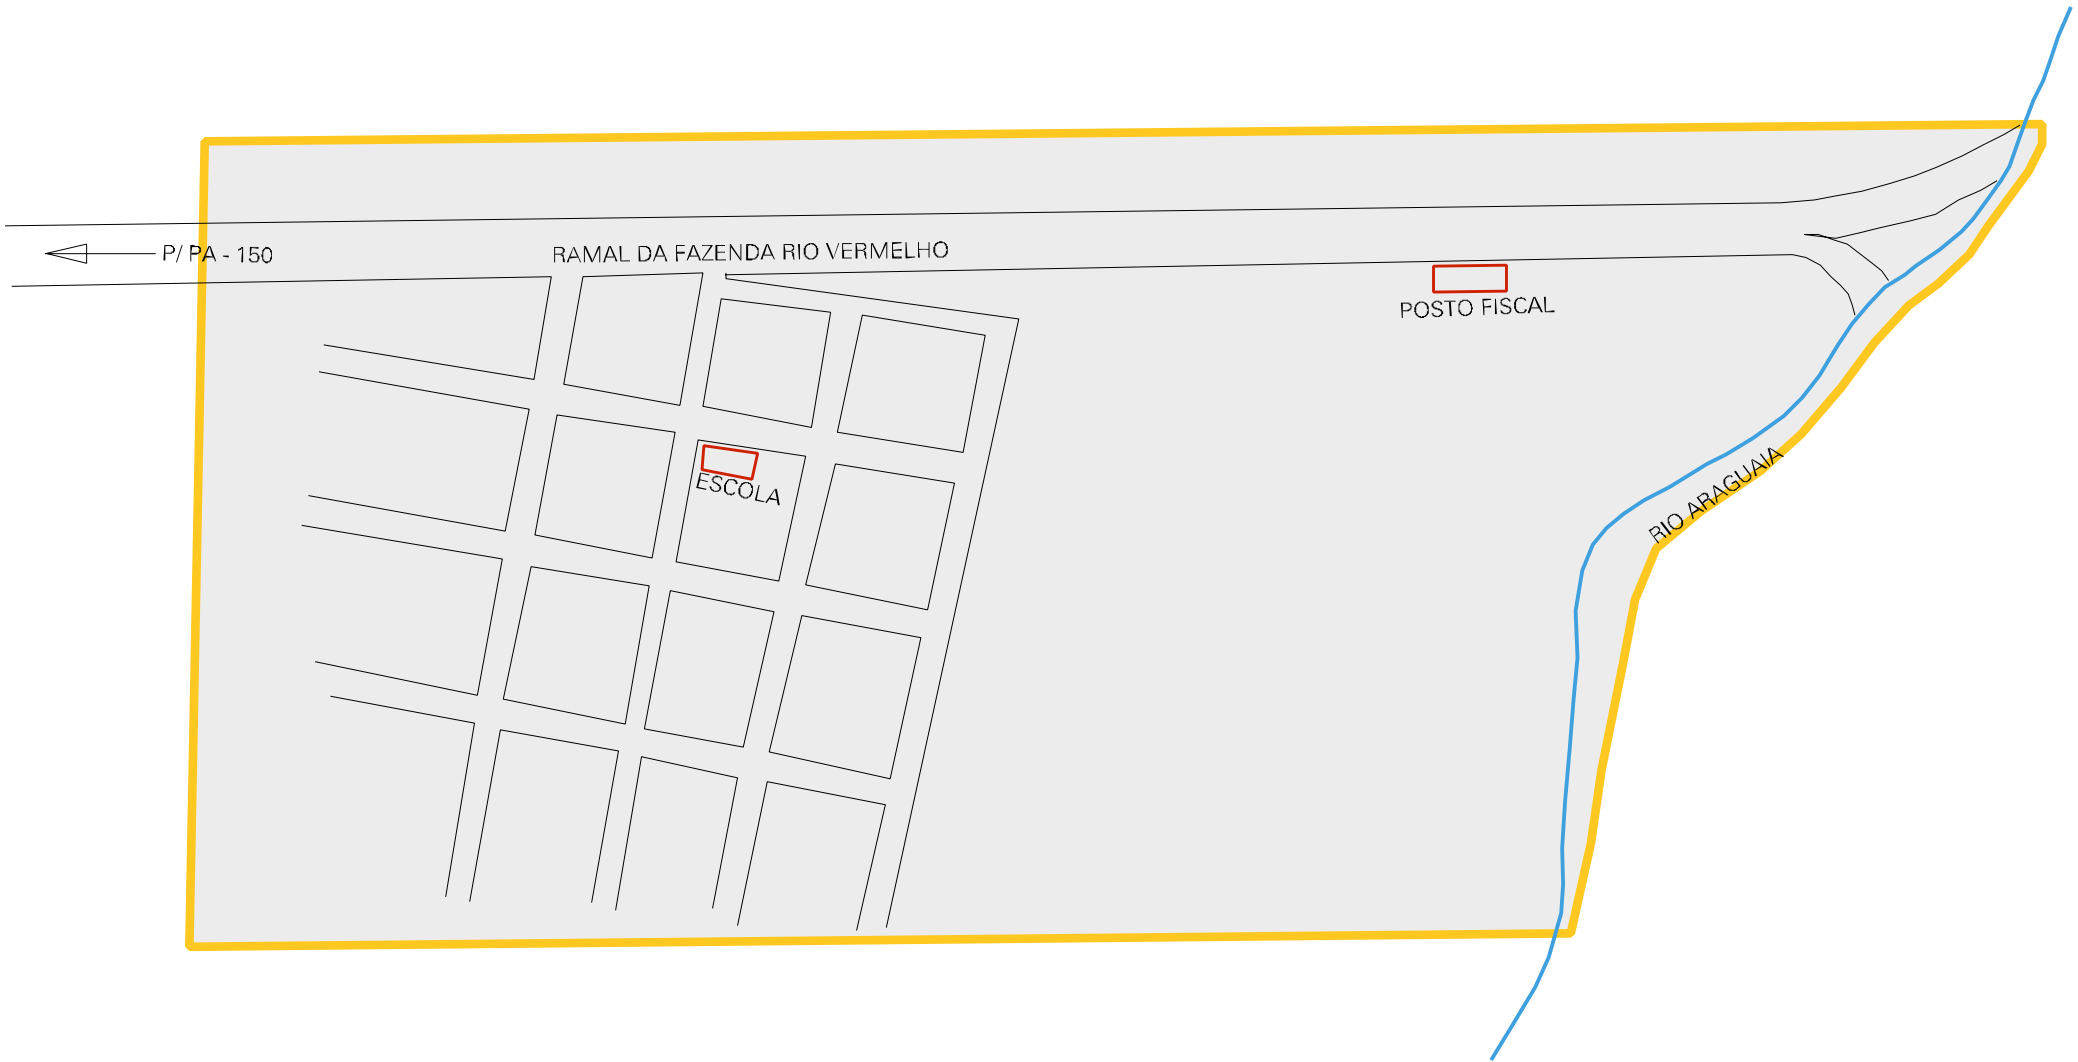 P/ PA - 150
RAMAL DA FAZENDA RIO VERMELHO
POSTO FISCAL
ESCOLA
RIO ARAGUAIA